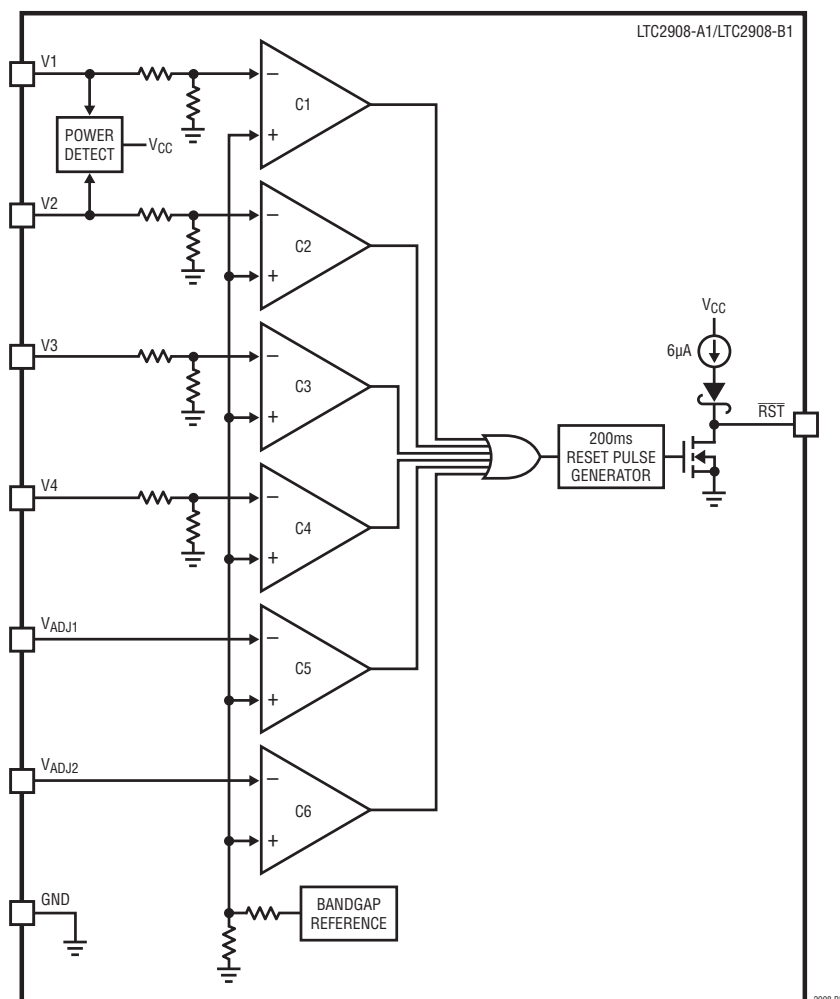 LTC2908-A1/LTC2908-B1
V1
−
C1
+
POWER
DETECT
VCC
V2
−
C2
+
V3
−
C3
+
V4
−
C4
+
VADJ1
−
C5
+
VADJ2
−
C6
+
GND
BANDGAP
REFERENCE
200ms
RESET PULSE
GENERATOR
VCC
6µA
R̅S̅T̅
2908